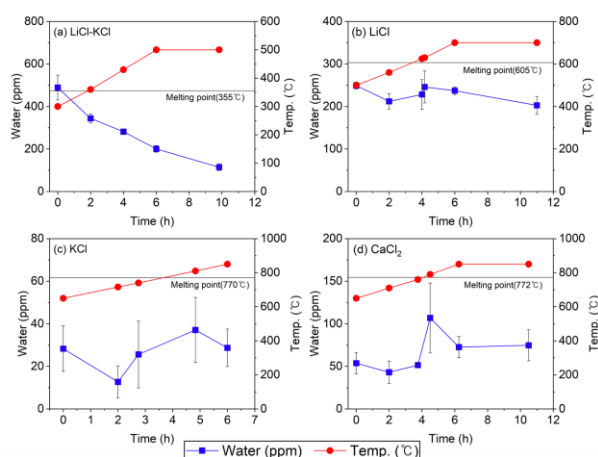 (a) LiCl-KCl
Melting point(355℃)
Water (ppm)
Temp. (℃)
Time (h)
0 200 400 600 800
0 100 200 300 400 500 600
0 2 4 6 8 10 12
(b) LiCl
Melting point(605℃)
Water (ppm)
Temp. (℃)
Time (h)
0 100 200 300 400
0 200 400 600 800
0 2 4 6 8 10 12
(c) KCl
Melting point(770℃)
Water (ppm)
Temp. (℃)
Time (h)
0 20 40 60 80
0 200 400 600 800 1000
0 1 2 3 4 5 6 7
(d) CaCl₂
Melting point(772℃)
Water (ppm)
Temp. (℃)
Time (h)
0 50 100 150 200
0 200 400 600 800 1000
0 2 4 6 8 10 12
Water (ppm) Temp. (℃)